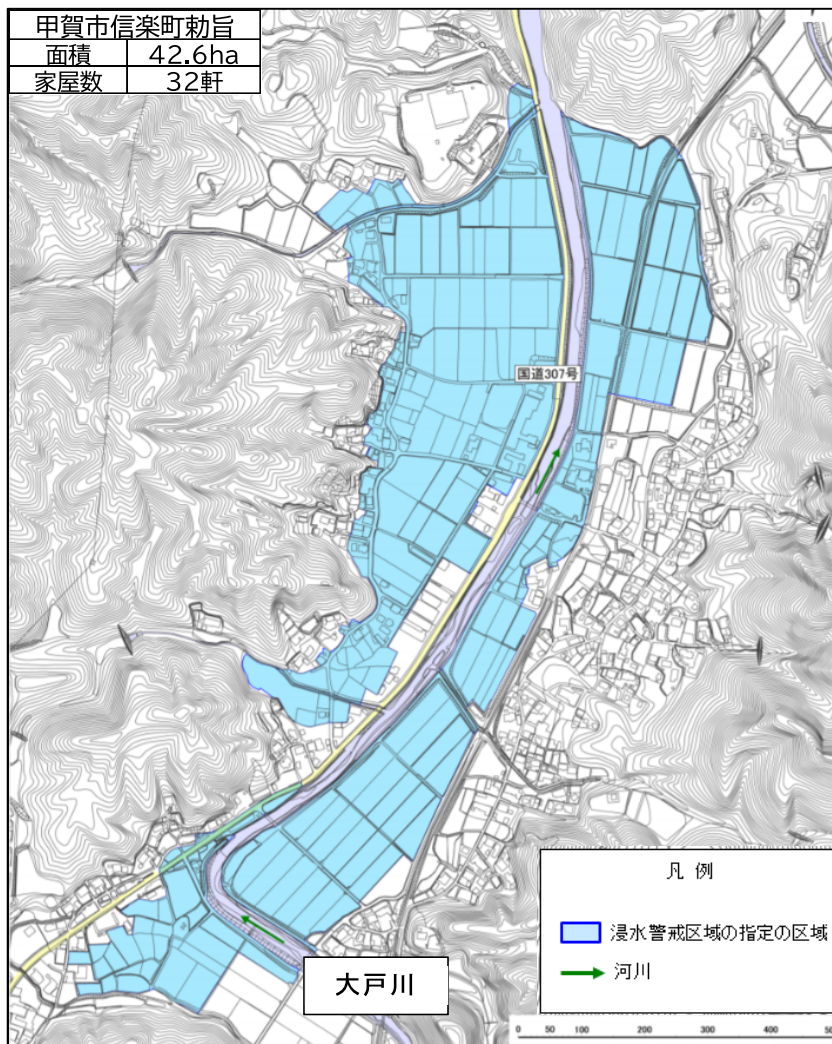 甲賀市信楽町勅旨
面積 42.6ha
家屋数 32軒
国道307号
大戸川
凡 例
浸水警戒区域の指定の区域
河川
0 50 100 200 300 400